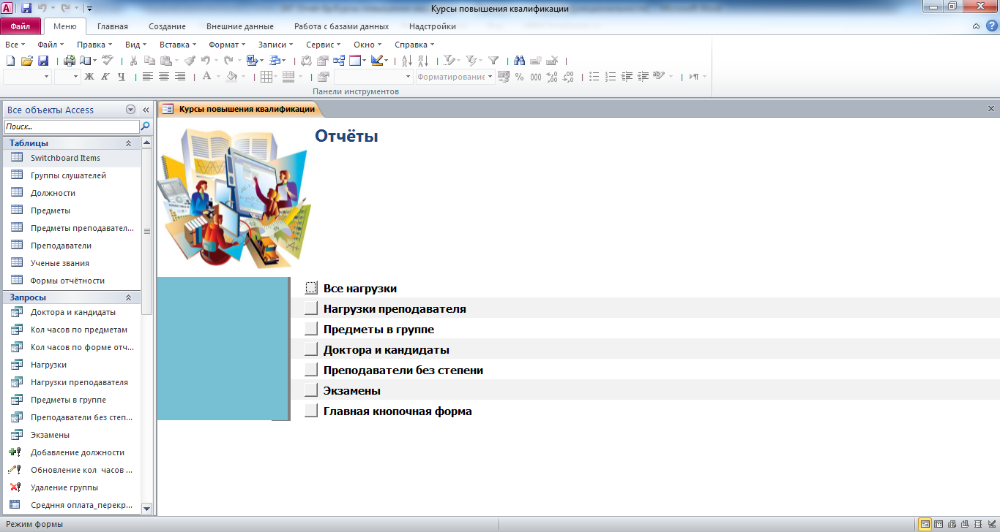 Курсы повышения квалификации
Файл Меню Главная Создание Внешние данные Работа с базами данных Надстройки
Все Файл Правка Вид Вставка Формат Записи Сервис Окно Справка
Ж К Ч Форматирование % 000
Панели инструментов
Все объекты Access
Курсы повышения квалификации
Поиск...
Таблицы
Switchboard Items
Группы слушателей
Должности
Предметы
Предметы преподавател...
Преподаватели
Ученые звания
Формы отчётности
Запросы
Доктора и кандидаты
Кол часов по предметам
Кол часов по форме отч...
Нагрузки
Нагрузки преподавателя
Предметы в группе
Преподаватели без степ...
Экзамены
Добавление должности
Обновление кол часов ...
Удаление группы
Средння оплата_перекр...
Отчёты
Все нагрузки
Нагрузки преподавателя
Предметы в группе
Доктора и кандидаты
Преподаватели без степени
Экзамены
Главная кнопочная форма
Режим формы